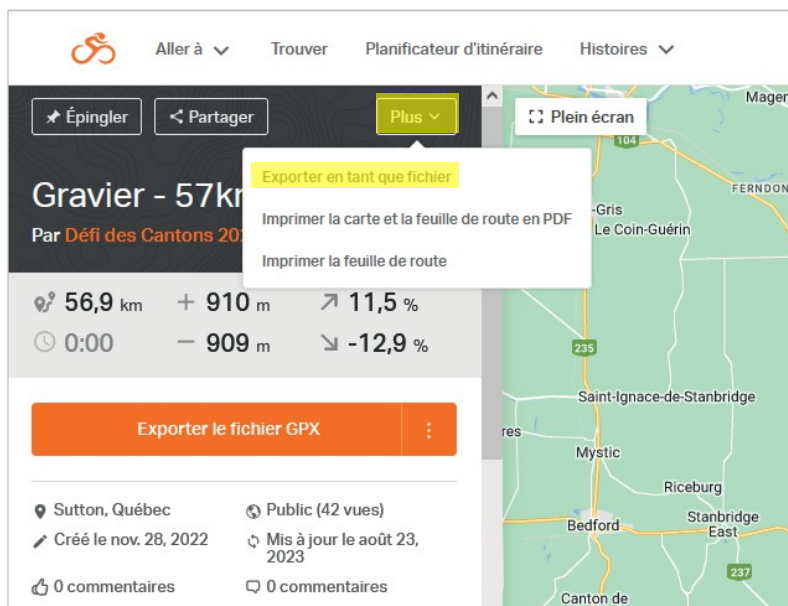 Aller à
Trouver
Planificateur d'itinéraire
Histoires
Épingler
Partager
Plus
Exporter en tant que fichier
Imprimer la carte et la feuille de route en PDF
Imprimer la feuille de route
Gravier - 57k
Par Défi des Cantons
56,9 km
+ 910 m
11,5 %
0:00
− 909 m
-12,9 %
Exporter le fichier GPX
Sutton, Québec
Public (42 vues)
Créé le nov. 28, 2022
Mis à jour le août 23,
2023
0 commentaires
0 commentaires
Plein écran
Mager
104
FERNDON
-Gris
Le Coin-Guérin
235
Saint-Ignace-de-Stanbridge
res
Mystic
Riceburg
Bedford
Stanbridge
East
237
Canton de